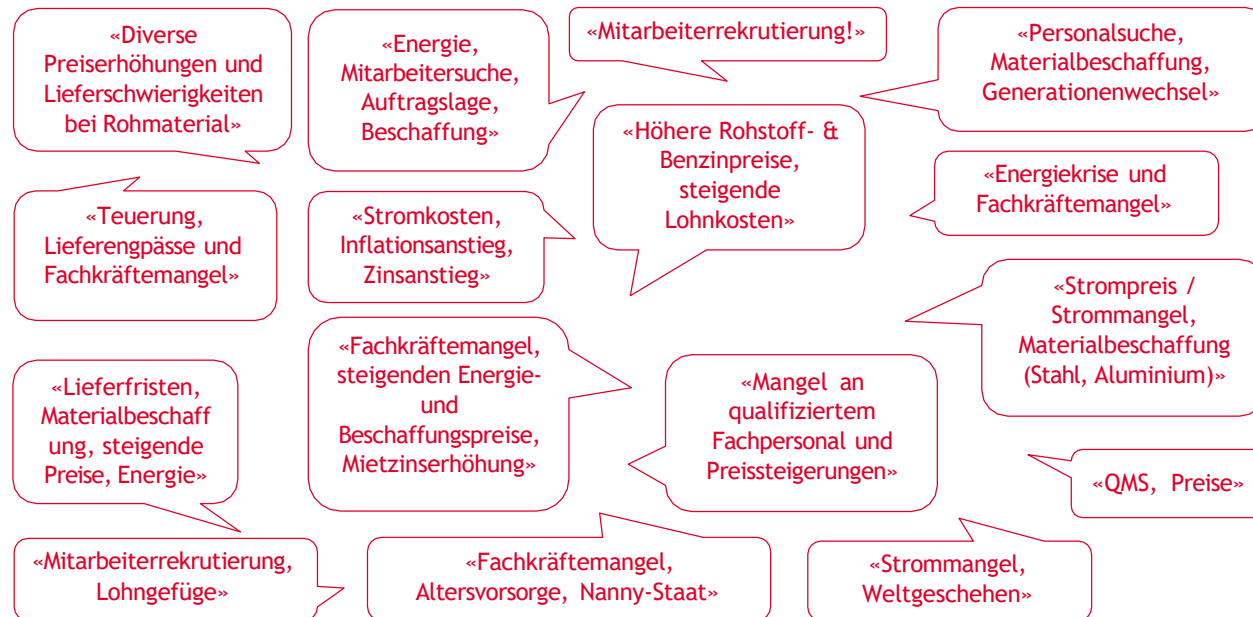 «Diverse
Preiserhöhungen und
Lieferschwierigkeiten
bei Rohmaterial»
«Energie,
Mitarbeitersuche,
Auftragslage,
Beschaffung»
«Mitarbeiterrekrutierung!»
«Personalsuche,
Materialbeschaffung,
Generationenwechsel»
«Höhere Rohstoff- &
Benzinpreise,
steigende
Lohnkosten»
«Energiekrise und
Fachkräftemangel»
«Teuerung,
Lieferengpässe und
Fachkräftemangel»
«Stromkosten,
Inflationsanstieg,
Zinsanstieg»
«Strompreis /
Strommangel,
Materialbeschaffung
(Stahl, Aluminium)»
«Fachkräftemangel,
steigenden Energie-
und
Beschaffungspreise,
Mietzinserhöhung»
«Lieferfristen,
Materialbeschaff
ung, steigende
Preise, Energie»
«Mangel an
qualifiziertem
Fachpersonal und
Preissteigerungen»
«QMS, Preise»
«Mitarbeiterrekrutierung,
Lohngefüge»
«Fachkräftemangel,
Altersvorsorge, Nanny-Staat»
«Strommangel,
Weltgeschehen»